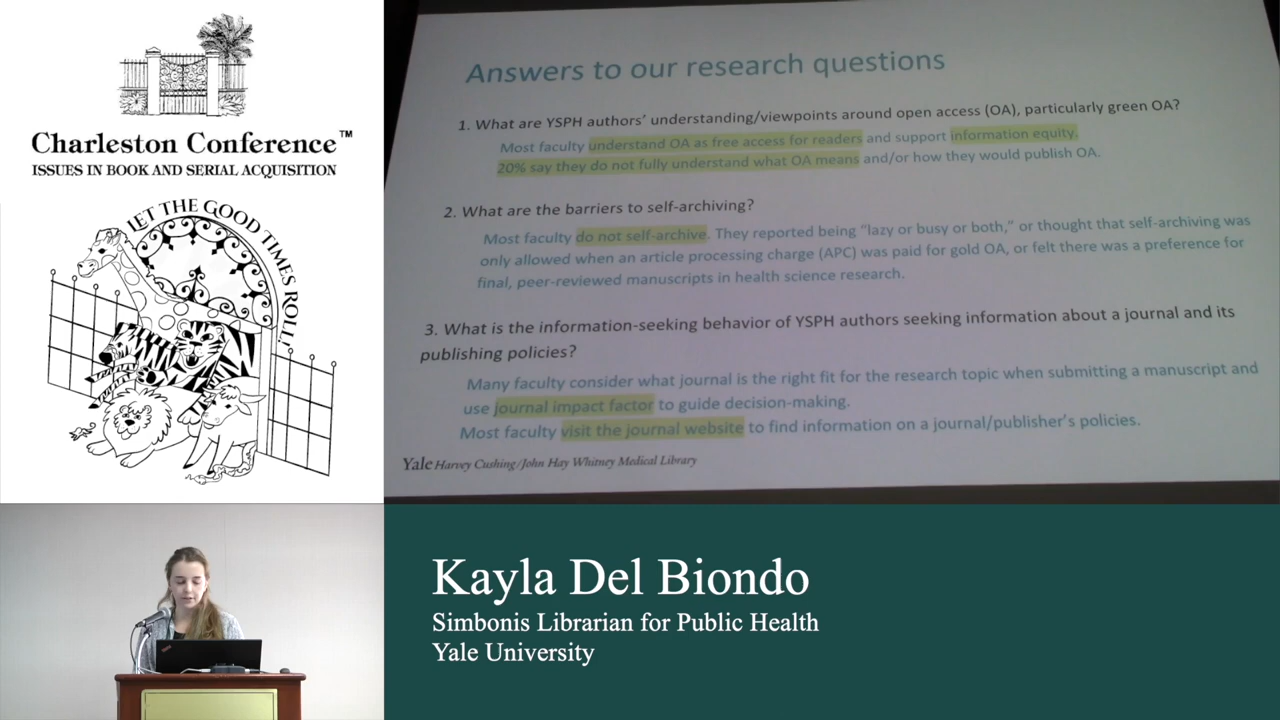 Charleston Conference™
ISSUES IN BOOK AND SERIAL ACQUISITION
LET THE GOOD TIMES ROLL!
Answers to our research questions
1. What are YSPH authors' understanding/viewpoints around open access (OA), particularly green OA?
Most faculty understand OA as free access for readers and support information equity.
20% say they do not fully understand what OA means and/or how they would publish OA.
2. What are the barriers to self-archiving?
Most faculty do not self-archive. They reported being "lazy or busy or both," or thought that self-archiving was
only allowed when an article processing charge (APC) was paid for gold OA, or felt there was a preference for
final, peer-reviewed manuscripts in health science research.
3. What is the information-seeking behavior of YSPH authors seeking information about a journal and its
publishing policies?
Many faculty consider what journal is the right fit for the research topic when submitting a manuscript and
use journal impact factor to guide decision-making.
Most faculty visit the journal website to find information on a journal/publisher's policies.
Yale Harvey Cushing/John Hay Whitney Medical Library
Kayla Del Biondo
Simbonis Librarian for Public Health
Yale University